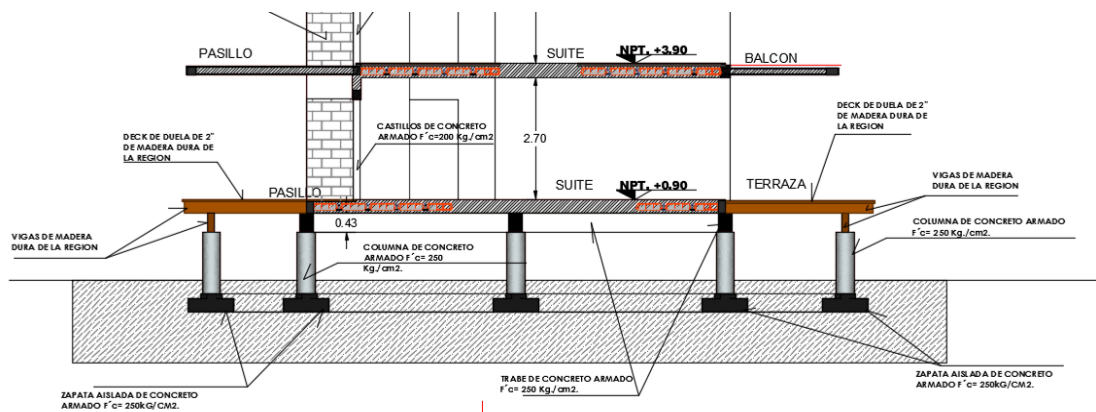 PASILLO
SUITE
NPT. +3.90
BALCON
DECK DE DUELA DE 2"
DE MADERA DURA DE
LA REGION
CASTILLOS DE CONCRETO
ARMADO F´c=200 Kg./cm2
2.70
DECK DE DUELA DE 2"
DE MADERA DURA DE
LA REGION
PASILLO
SUITE
NPT. +0.90
TERRAZA
VIGAS DE MADERA
DURA DE LA REGION
0.43
VIGAS DE MADERA
DURA DE LA REGION
COLUMNA DE CONCRETO
ARMADO F´c= 250
Kg./cm2.
COLUMNA DE CONCRETO ARMADO
F´c= 250 Kg./cm2.
ZAPATA AISLADA DE CONCRETO
ARMADO F´c= 250kG/CM2.
TRABE DE CONCRETO ARMADO
F´c= 250 Kg./cm2.
ZAPATA AISLADA DE CONCRETO
ARMADO F´c= 250kG/CM2.